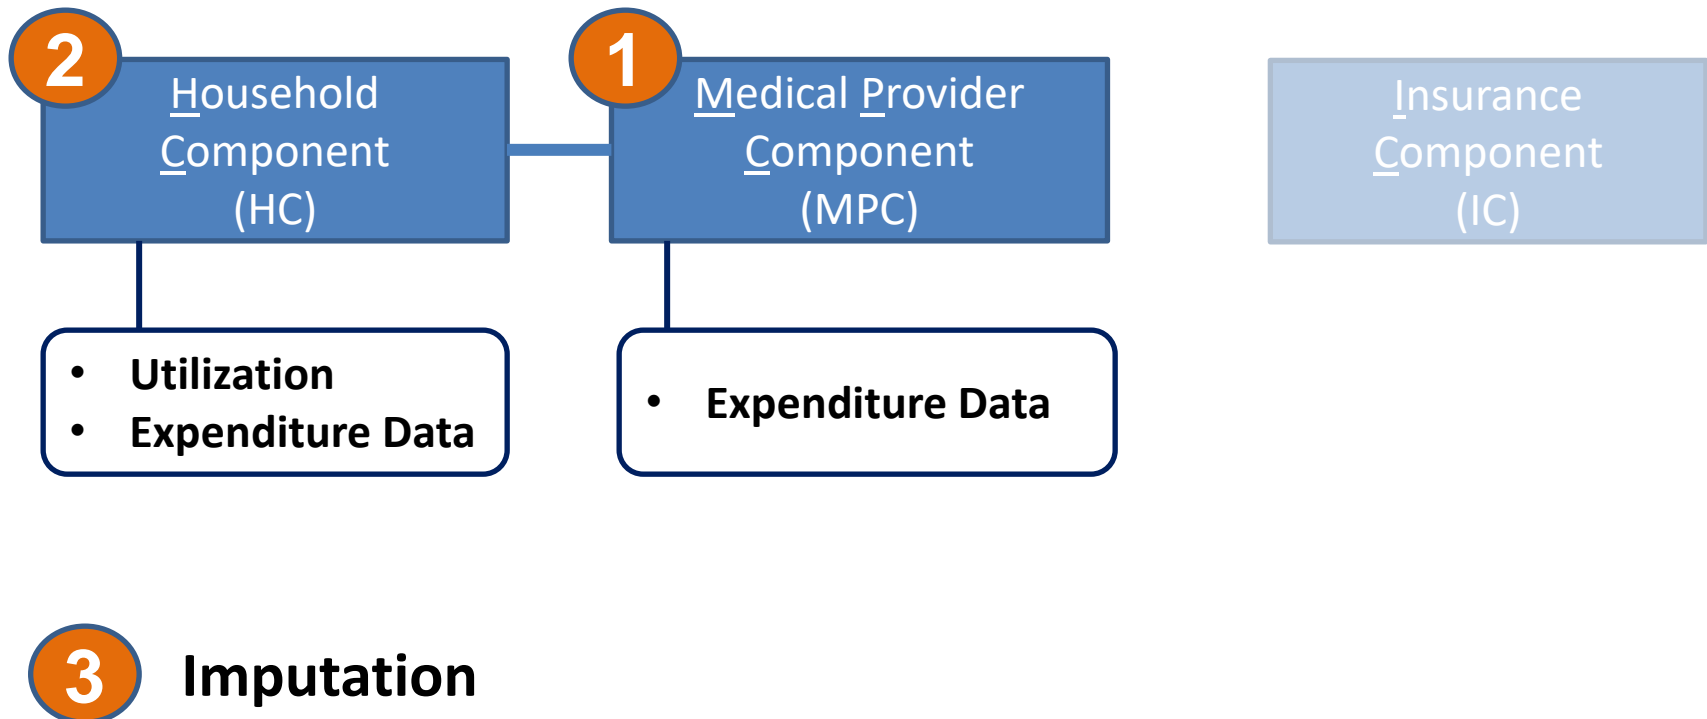 2
Household
Component
(HC)
1
Medical Provider
Component
(MPC)
Insurance
Component
(IC)
• Utilization
• Expenditure Data
• Expenditure Data
3
Imputation